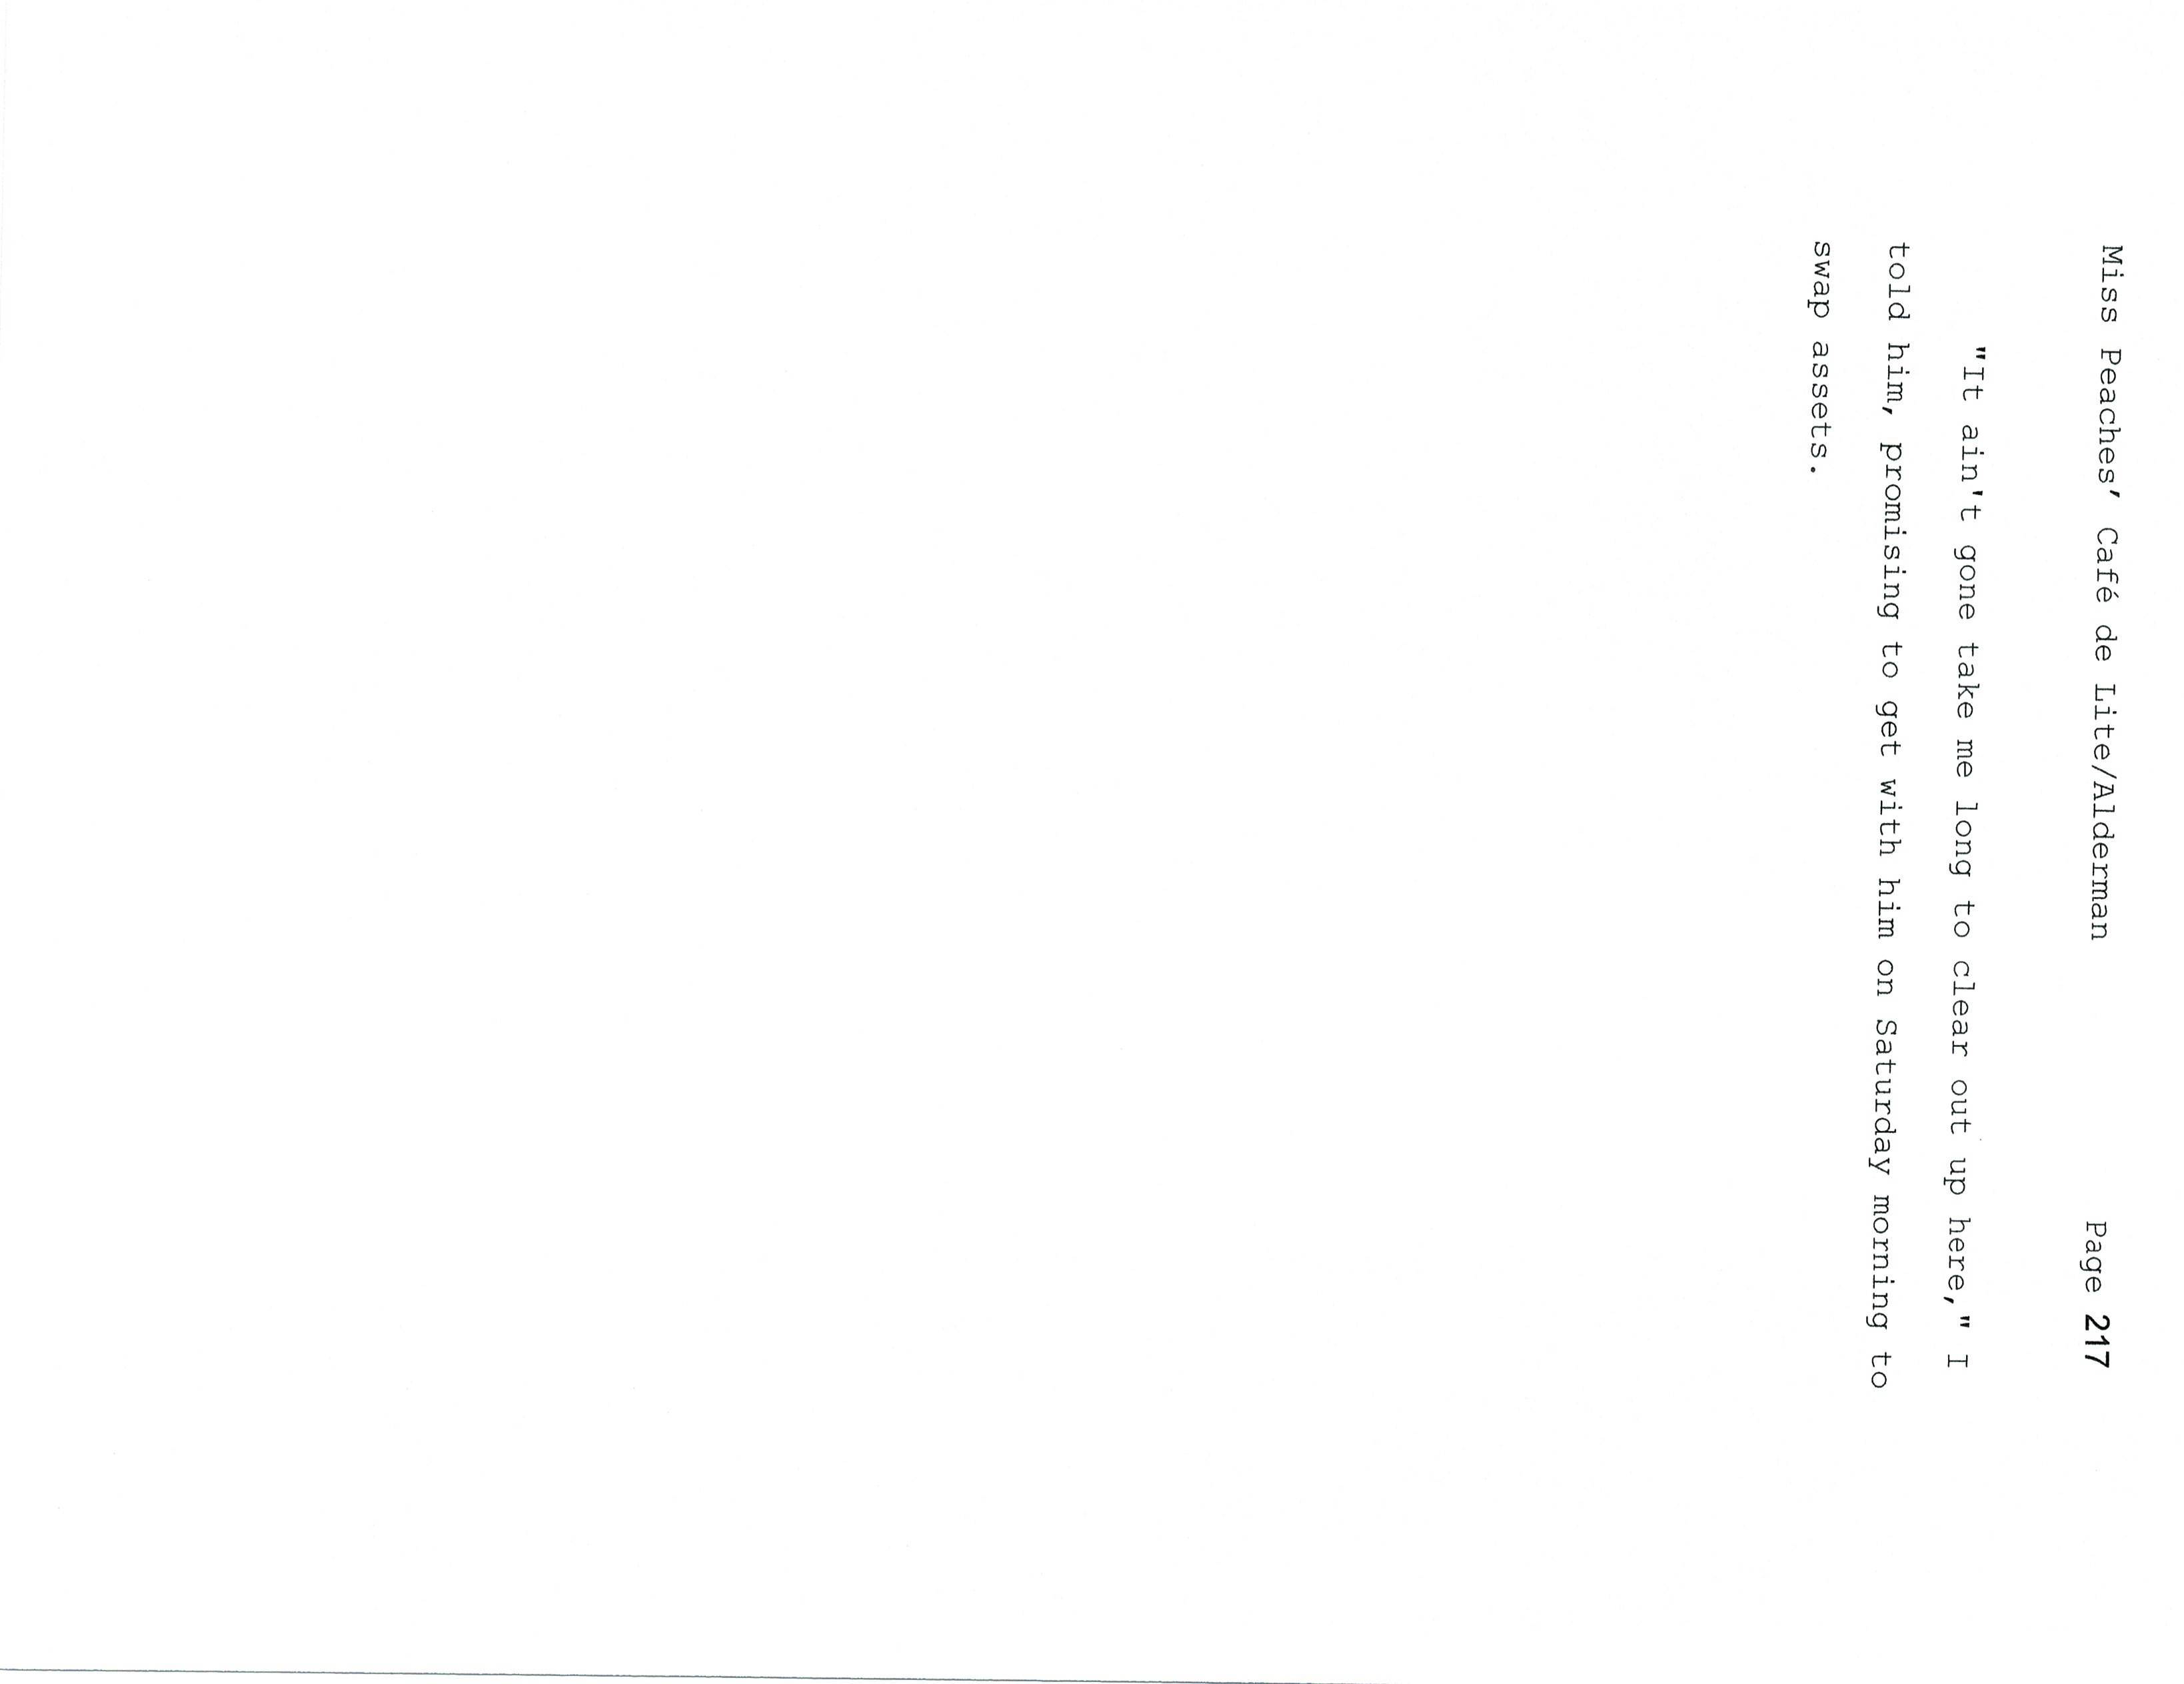 Miss Peaches’ Café de Lite/Alderman Page 217
"It ain't gone take me long to clear out up here," I
told him, promising to get with him on Saturday morning to
swap assets.